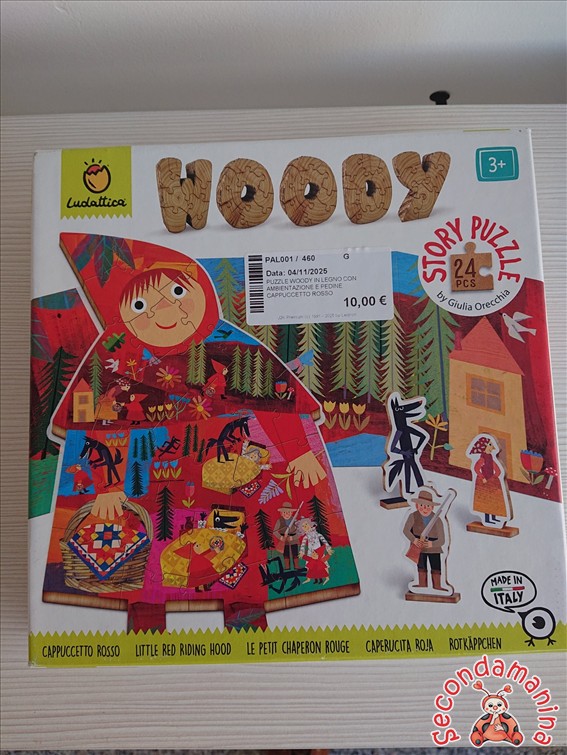 Ludattica
WOODY
3+
STORY PUZZLE
24
PCS
by Giulia Orecchia
PAL001 / 460 G
Data: 04/11/2025
PUZZLE WOODY IN LEGNO CON
AMBIENTAZIONE E PEDINE
CAPPUCCETTO ROSSO
10,00 €
MADE IN
ITALY
CAPPUCCETTO ROSSO LITTLE RED RIDING HOOD LE PETIT CHAPERON ROUGE CAPERUCITA ROJA ROTKÄPPCHEN
secondamanina